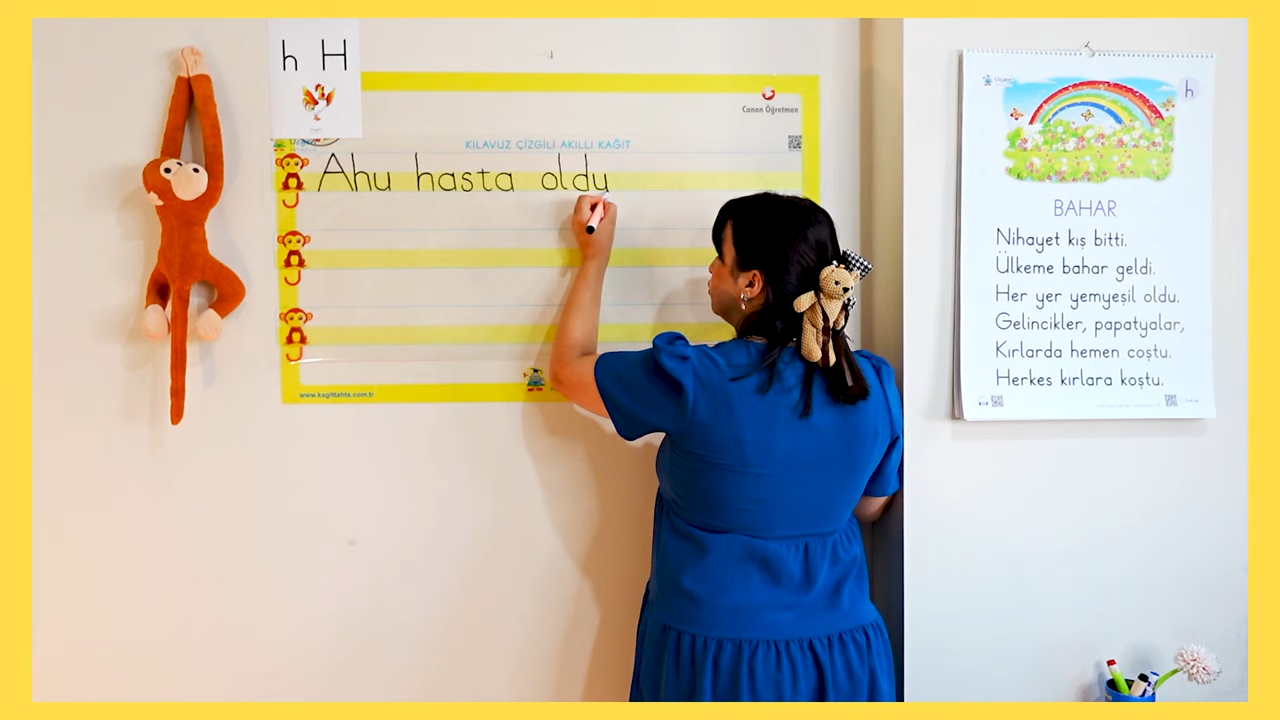 h H
Canan Öğretmen
KILAVUZ ÇİZGİLİ AKILLI KAĞIT
Ahu hasta oldu
www.kagittahta.com.tr
h
BAHAR
Nihayet kış bitti.
Ülkeme bahar geldi.
Her yer yemyeşil oldu.
Gelincikler, papatyalar,
Kırlarda hemen coştu.
Herkes kırlara koştu.